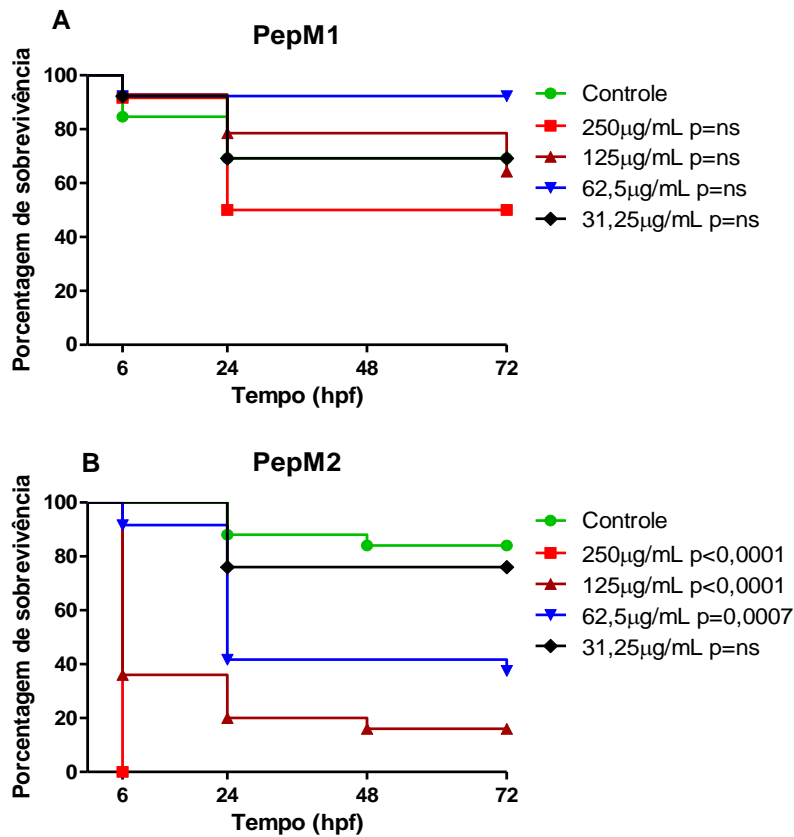 A
PepM1
Porcentagem de sobrevivência
100
80
60
40
20
0
6
24
48
72
Tempo (hpf)
Controle
250μg/mL p=ns
125μg/mL p=ns
62,5μg/mL p=ns
31,25μg/mL p=ns
B
PepM2
Porcentagem de sobrevivência
100
80
60
40
20
0
6
24
48
72
Tempo (hpf)
Controle
250μg/mL p<0,0001
125μg/mL p<0,0001
62,5μg/mL p=0,0007
31,25μg/mL p=ns